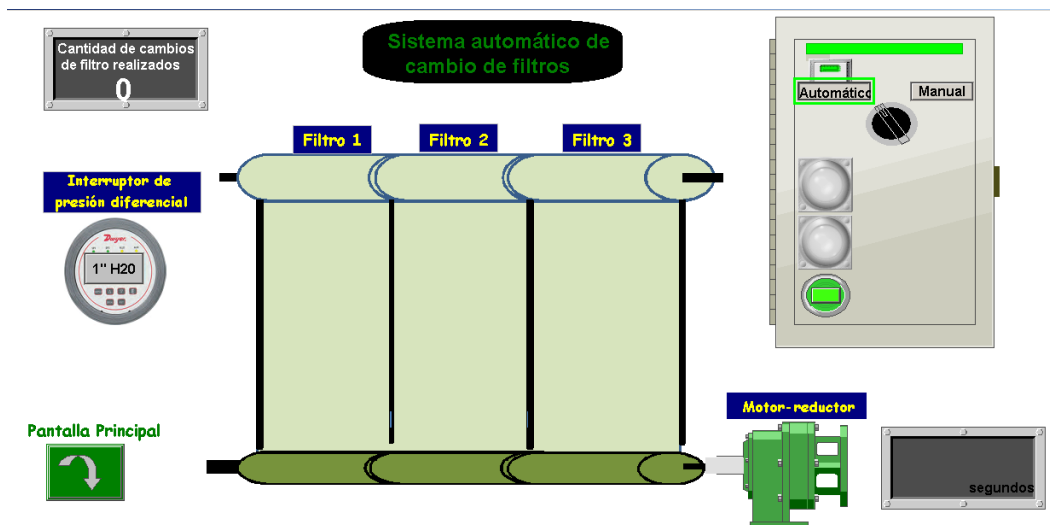 Cantidad de cambios
de filtro realizados
0
Sistema automático de
cambio de filtros
Automático
Manual
Filtro 1
Filtro 2
Filtro 3
Interruptor de
presión diferencial
Dwyer
1" H20
Pantalla Principal
Motor-reductor
segundos